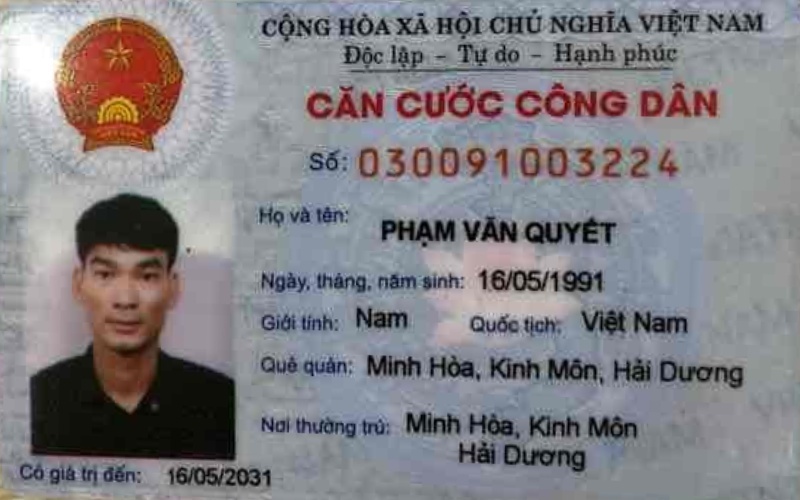 CỘNG HÒA XÃ HỘI CHỦ NGHĨA VIỆT NAM
Độc lập – Tự do – Hạnh phúc
CĂN CƯỚC CÔNG DÂN
Số: 030091003224
Họ và tên: PHẠM VĂN QUYẾT
Ngày, tháng, năm sinh: 16/05/1991
Giới tính: Nam Quốc tịch: Việt Nam
Quê quán: Minh Hòa, Kinh Môn, Hải Dương
Nơi thường trú: Minh Hòa, Kinh Môn
Hải Dương
Có giá trị đến: 16/05/2031